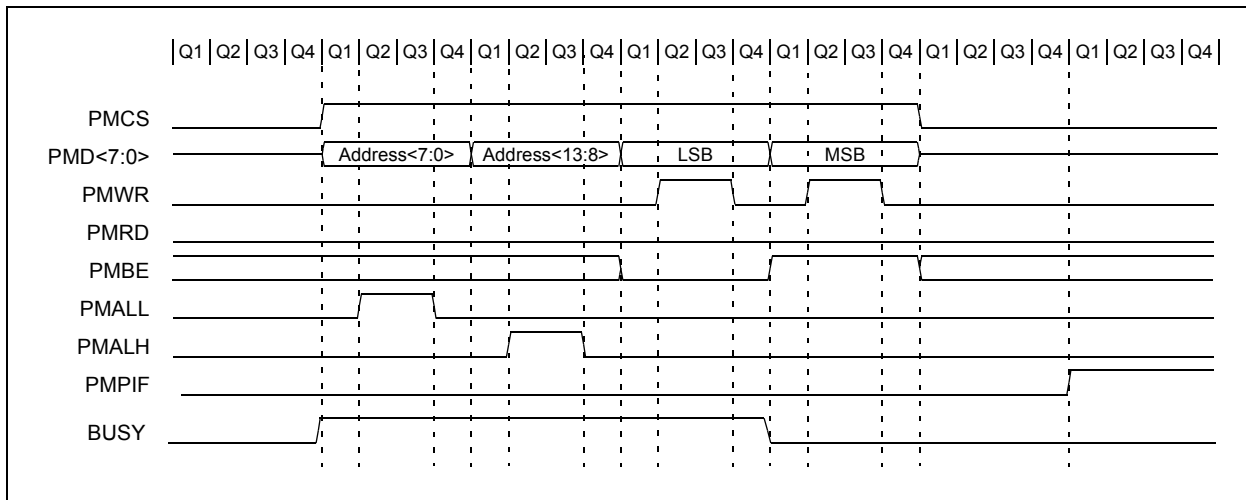 Q1 Q2 Q3 Q4 Q1 Q2 Q3 Q4 Q1 Q2 Q3 Q4 Q1 Q2 Q3 Q4 Q1 Q2 Q3 Q4 Q1 Q2 Q3 Q4 Q1 Q2 Q3 Q4
PMCS
PMD<7:0> Address<7:0> Address<13:8> LSB MSB
PMWR
PMRD
PMBE
PMALL
PMALH
PMPIF
BUSY